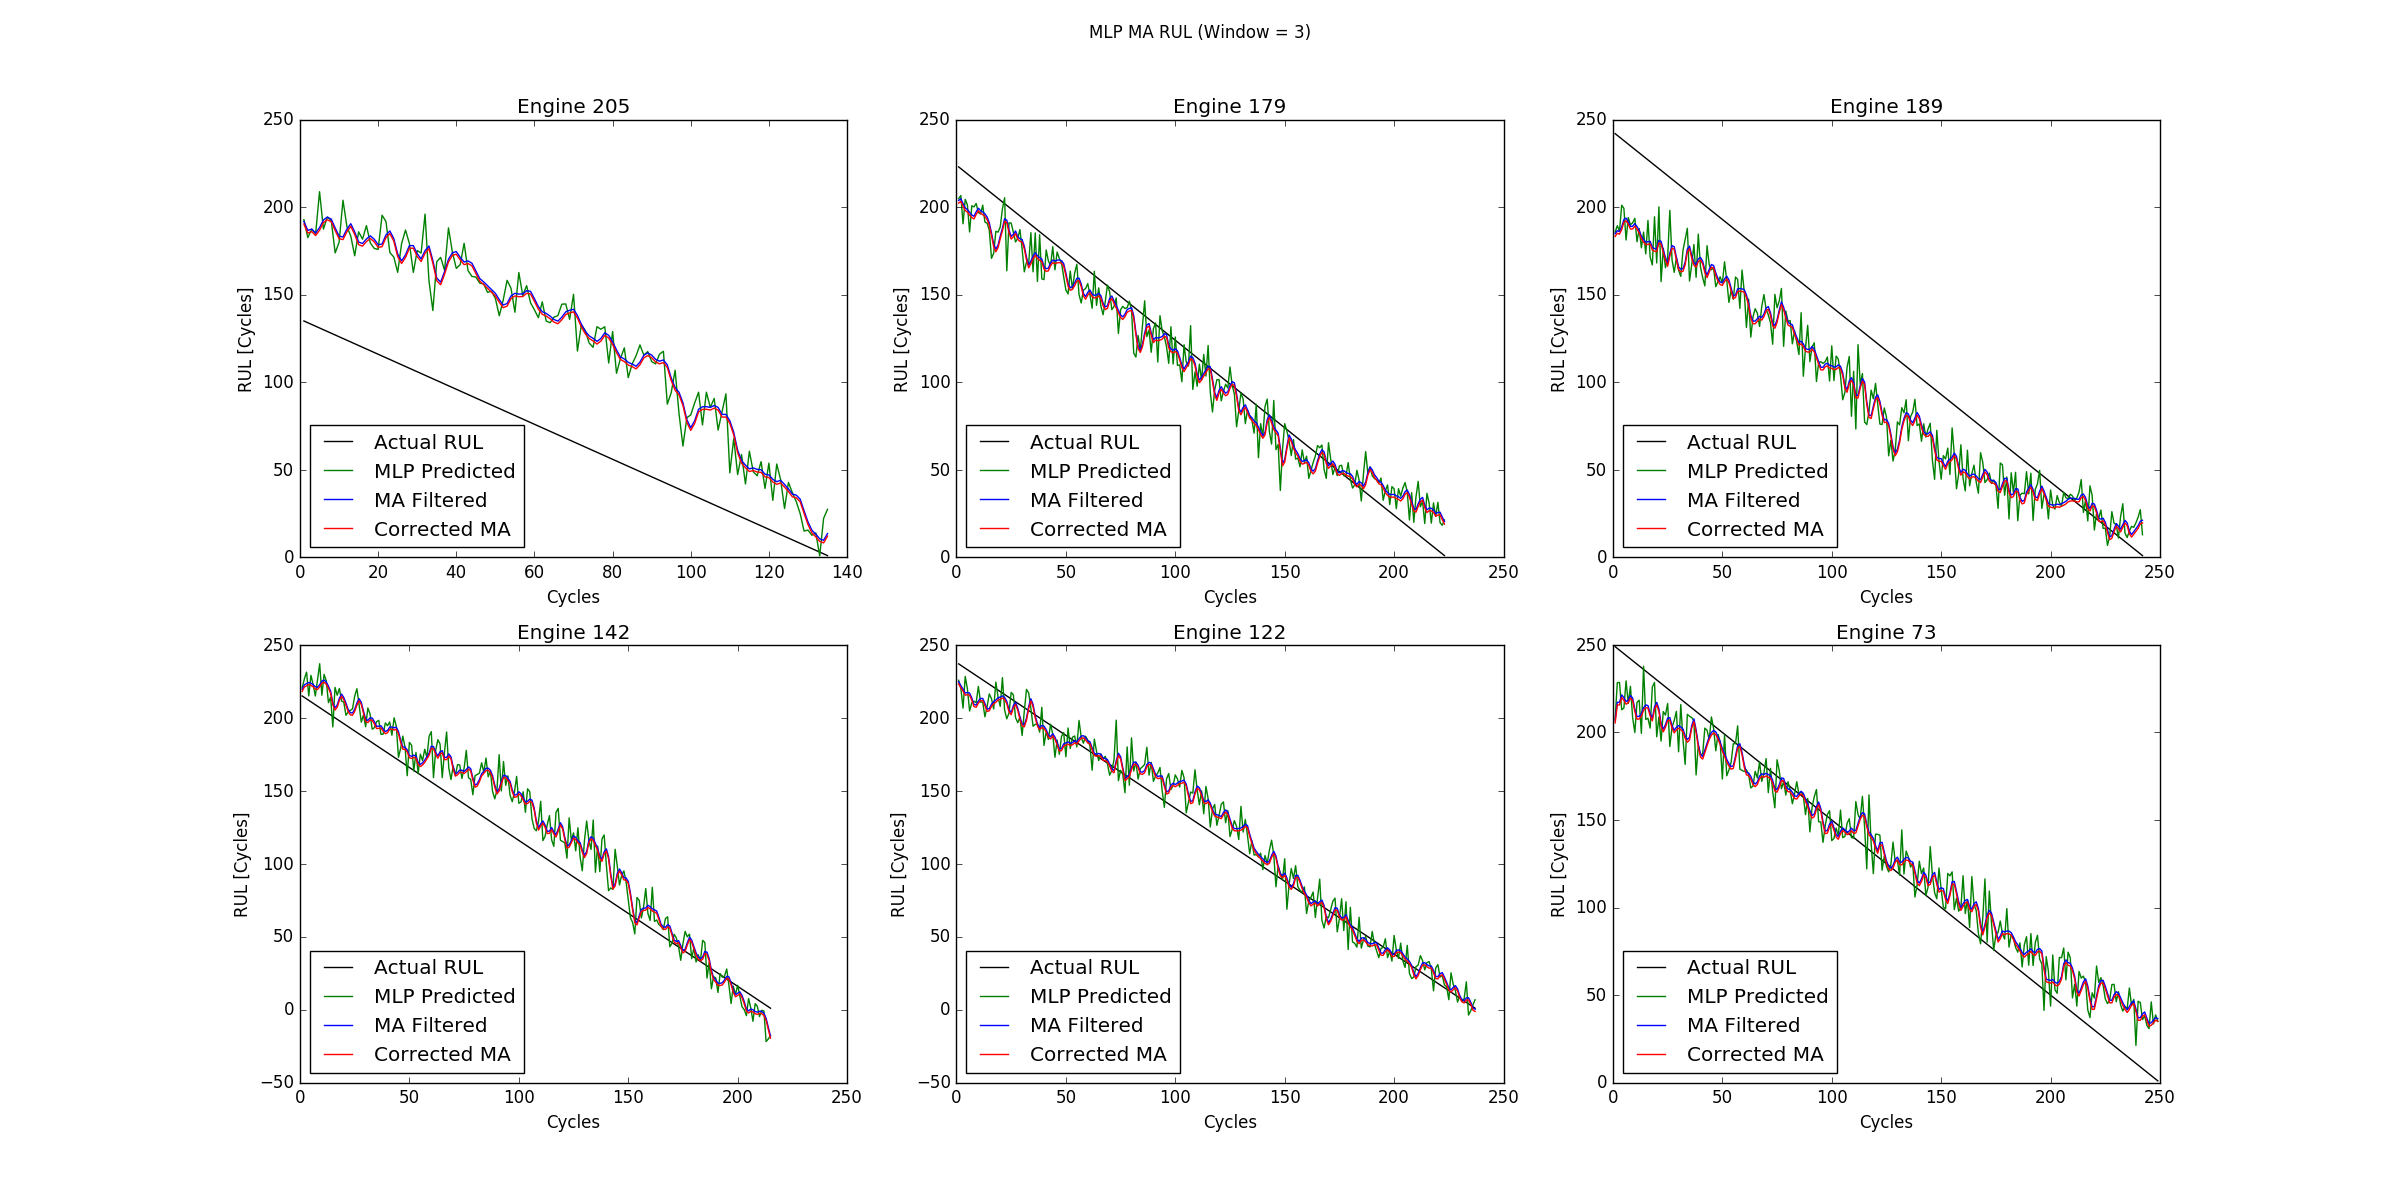 MLP MA RUL (Window = 3)
Engine 205
250
200
150
100
50
0
RUL [Cycles]
Actual RUL
MLP Predicted
MA Filtered
Corrected MA
0 20 40 60 80 100 120 140
Cycles
Engine 179
250
200
150
100
50
0
RUL [Cycles]
Actual RUL
MLP Predicted
MA Filtered
Corrected MA
0 50 100 150 200 250
Cycles
Engine 189
250
200
150
100
50
0
RUL [Cycles]
Actual RUL
MLP Predicted
MA Filtered
Corrected MA
0 50 100 150 200 250
Cycles
Engine 142
250
200
150
100
50
0
−50
RUL [Cycles]
Actual RUL
MLP Predicted
MA Filtered
Corrected MA
0 50 100 150 200 250
Cycles
Engine 122
250
200
150
100
50
0
−50
RUL [Cycles]
Actual RUL
MLP Predicted
MA Filtered
Corrected MA
0 50 100 150 200 250
Cycles
Engine 73
250
200
150
100
50
0
RUL [Cycles]
Actual RUL
MLP Predicted
MA Filtered
Corrected MA
0 50 100 150 200 250
Cycles